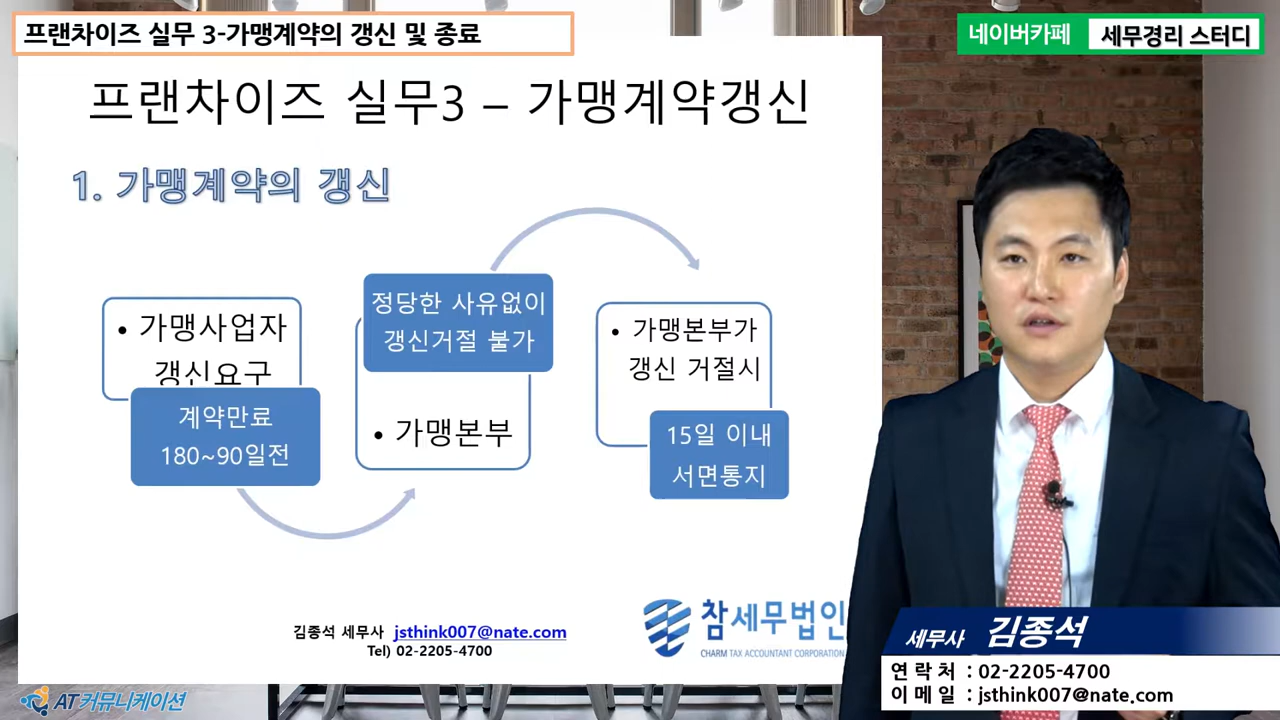 프랜차이즈 실무 3-가맹계약의 갱신 및 종료
네이버카페 세무경리 스터디
프랜차이즈 실무3 – 가맹계약갱신
1. 가맹계약의 갱신
• 가맹사업자
갱신요구
계약만료
180~90일전
정당한 사유없이
갱신거절 불가
• 가맹본부
• 가맹본부가
갱신 거절시
15일 이내
서면통지
김종석 세무사 jsthink007@nate.com
Tel) 02-2205-4700
참세무법인
CHARM TAX ACCOUNTANT CORPORATION
세무사 김종석
연 락 처 : 02-2205-4700
이 메 일 : jsthink007@nate.com
AT커뮤니케이션